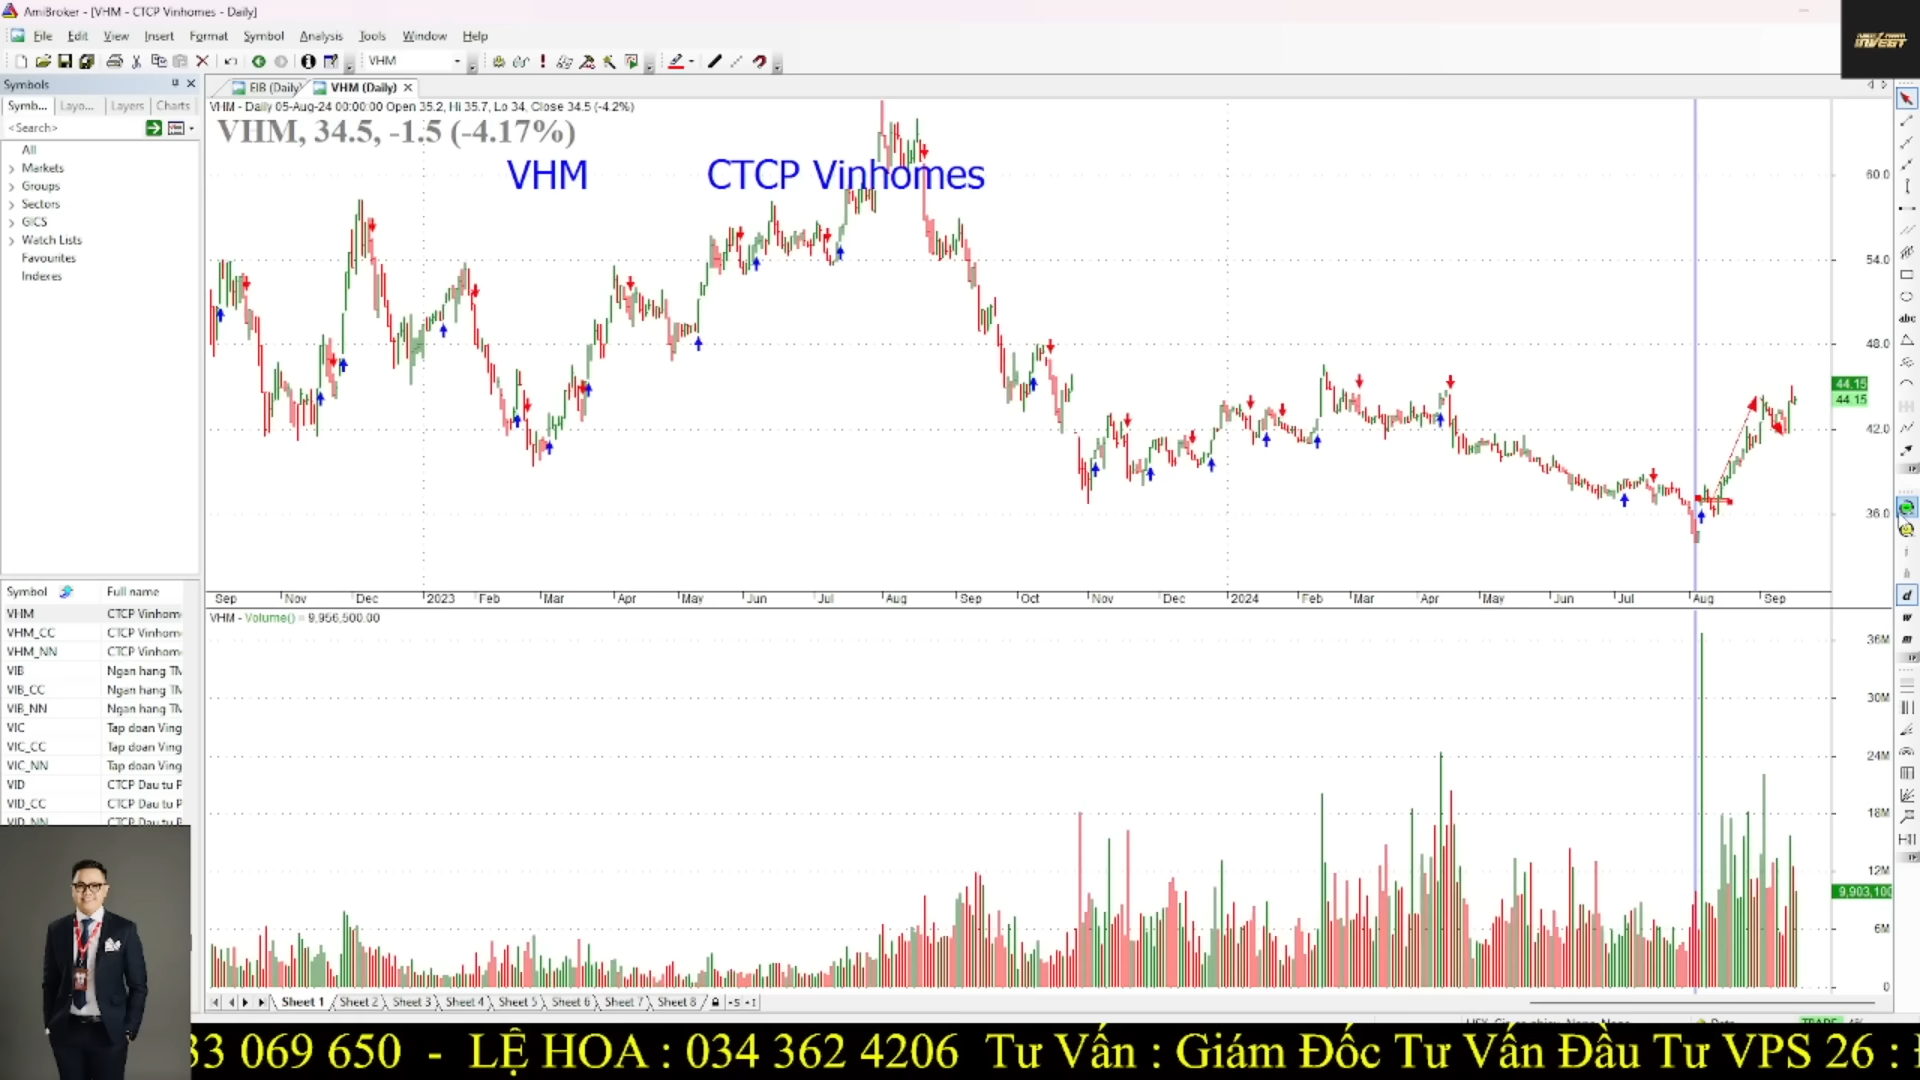 AmiBroker - [VHM - CTCP Vinhomes - Daily]
File Edit View Insert Format Symbol Analysis Tools Window Help
VHM
Symbols
Symb... Layo... Layers Charts
<Search>
All
Markets
Groups
Sectors
GICS
Watch Lists
Favourites
Indexes
EIB (Daily) VHM (Daily)
VHM - Daily 05-Aug-24 00:00:00 Open 35.2, Hi 35.7, Lo 34, Close 34.5 (-4.2%)
VHM, 34.5, -1.5 (-4.17%)
VHM CTCP Vinhomes
60.0
54.0
48.0
44.15
44.15
42.0
36.0
Sep Nov Dec 2023 Feb Mar Apr May Jun Jul Aug Sep Oct Nov Dec 2024 Feb Mar Apr May Jun Jul Aug Sep
VHM - Volume() = 9,956,500.00
36M
30M
24M
18M
12M
9,903,100
6M
0
Symbol Full name
VHM CTCP Vinhom
VHM_CC CTCP Vinhom
VHM_NN CTCP Vinhom
VIB Ngan hang TM
VIB_CC Ngan hang TM
VIB_NN Ngan hang TM
VIC Tap doan Ving
VIC_CC Tap doan Ving
VIC_NN Tap doan Ving
VID CTCP Dau tu P
VID_CC CTCP Dau tu P
VID_NN CTCP Dau tu P
abc
d
w
m
Sheet 1 Sheet 2 Sheet 3 Sheet 4 Sheet 5 Sheet 6 Sheet 7 Sheet 8
INVEST
33 069 650 - LỆ HOA : 034 362 4206 Tư Vấn : Giám Đốc Tư Vấn Đầu Tư VPS 26 :